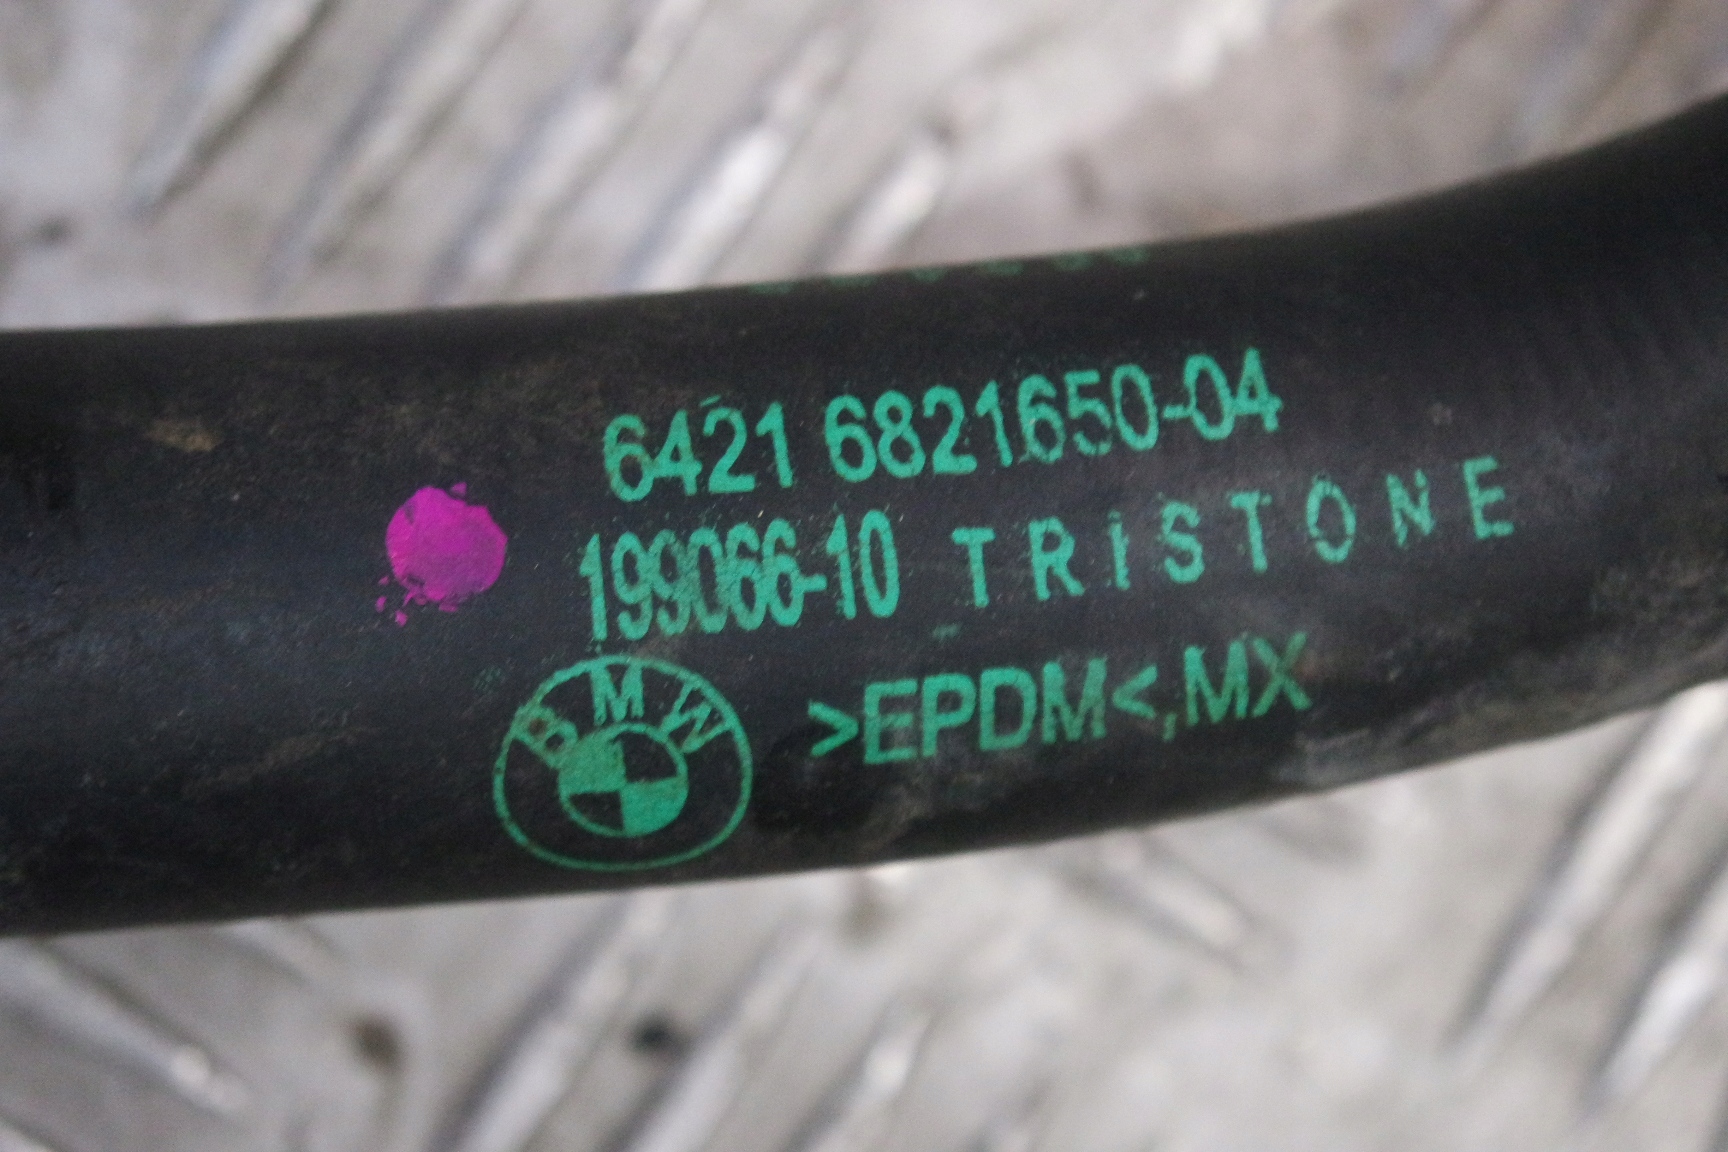 6421 6821650-04
199066-10 TRISTONE
BMW >EPDM<,MX